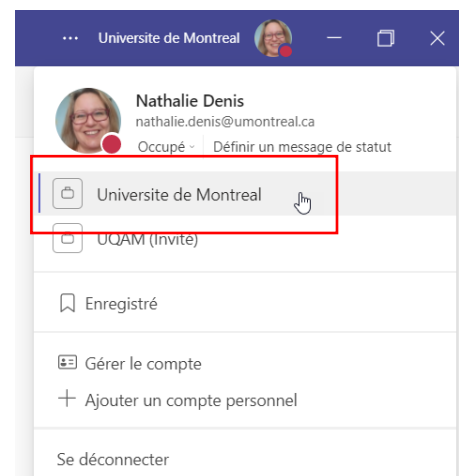 ... Universite de Montreal
Nathalie Denis
nathalie.denis@umontreal.ca
Occupé Définir un message de statut
Universite de Montreal
UQAM (Invité)
Enregistré
Gérer le compte
Ajouter un compte personnel
Se déconnecter